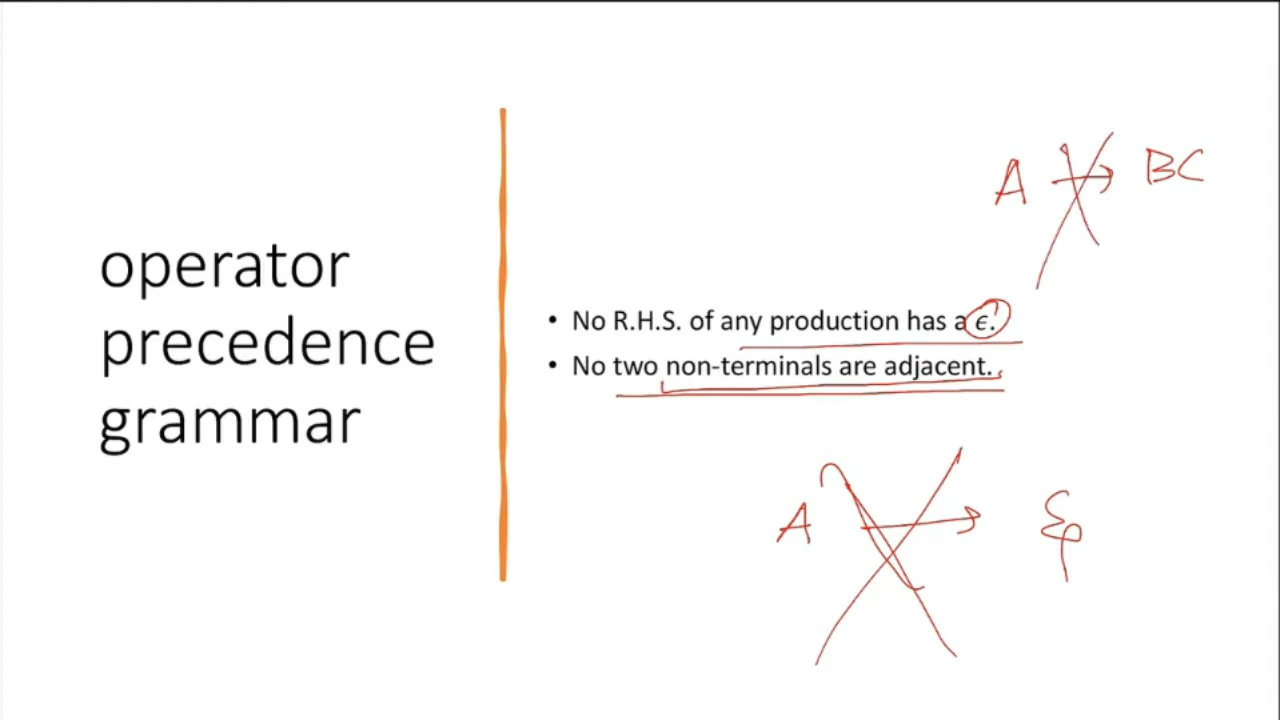 operator
precedence
grammar
A → BC
• No R.H.S. of any production has a ϵ.
• No two non-terminals are adjacent.
A → ε